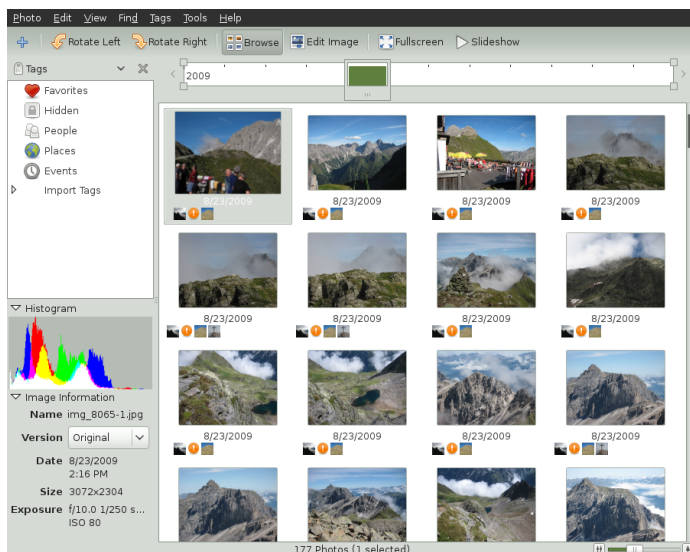 Photo Edit View Find Tags Tools Help
Rotate Left Rotate Right Browse Edit Image Fullscreen Slideshow
Tags
2009
Favorites
Hidden
People
Places
Events
Import Tags
8/23/2009 8/23/2009 8/23/2009 8/23/2009
8/23/2009 8/23/2009 8/23/2009 8/23/2009
8/23/2009 8/23/2009 8/23/2009 8/23/2009
Histogram
Image Information
Name img_8065-1.jpg
Version Original
Date 8/23/2009
2:16 PM
Size 3072x2304
Exposure f/10.0 1/250 s...
ISO 80
177 Photos (1 selected)